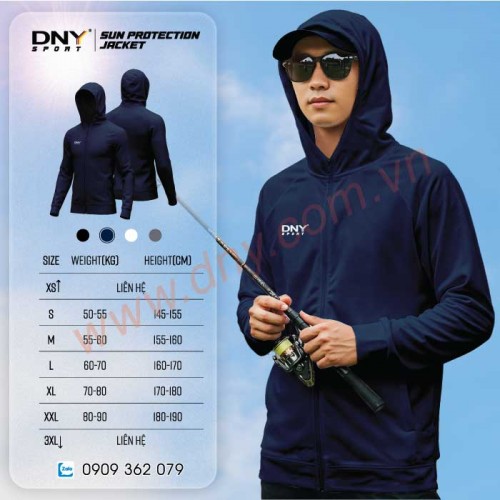 DNY
SPORT
SUN PROTECTION
JACKET
DNY
SPORT
SIZE WEIGHT(KG) HEIGHT(CM)
XS↑ LIÊN HỆ
S 50-55 145-155
M 55-60 155-160
L 60-70 160-170
XL 70-80 170-180
XXL 80-90 180-190
3XL↓ LIÊN HỆ
Zalo 0909 362 079
www.dny.com.vn